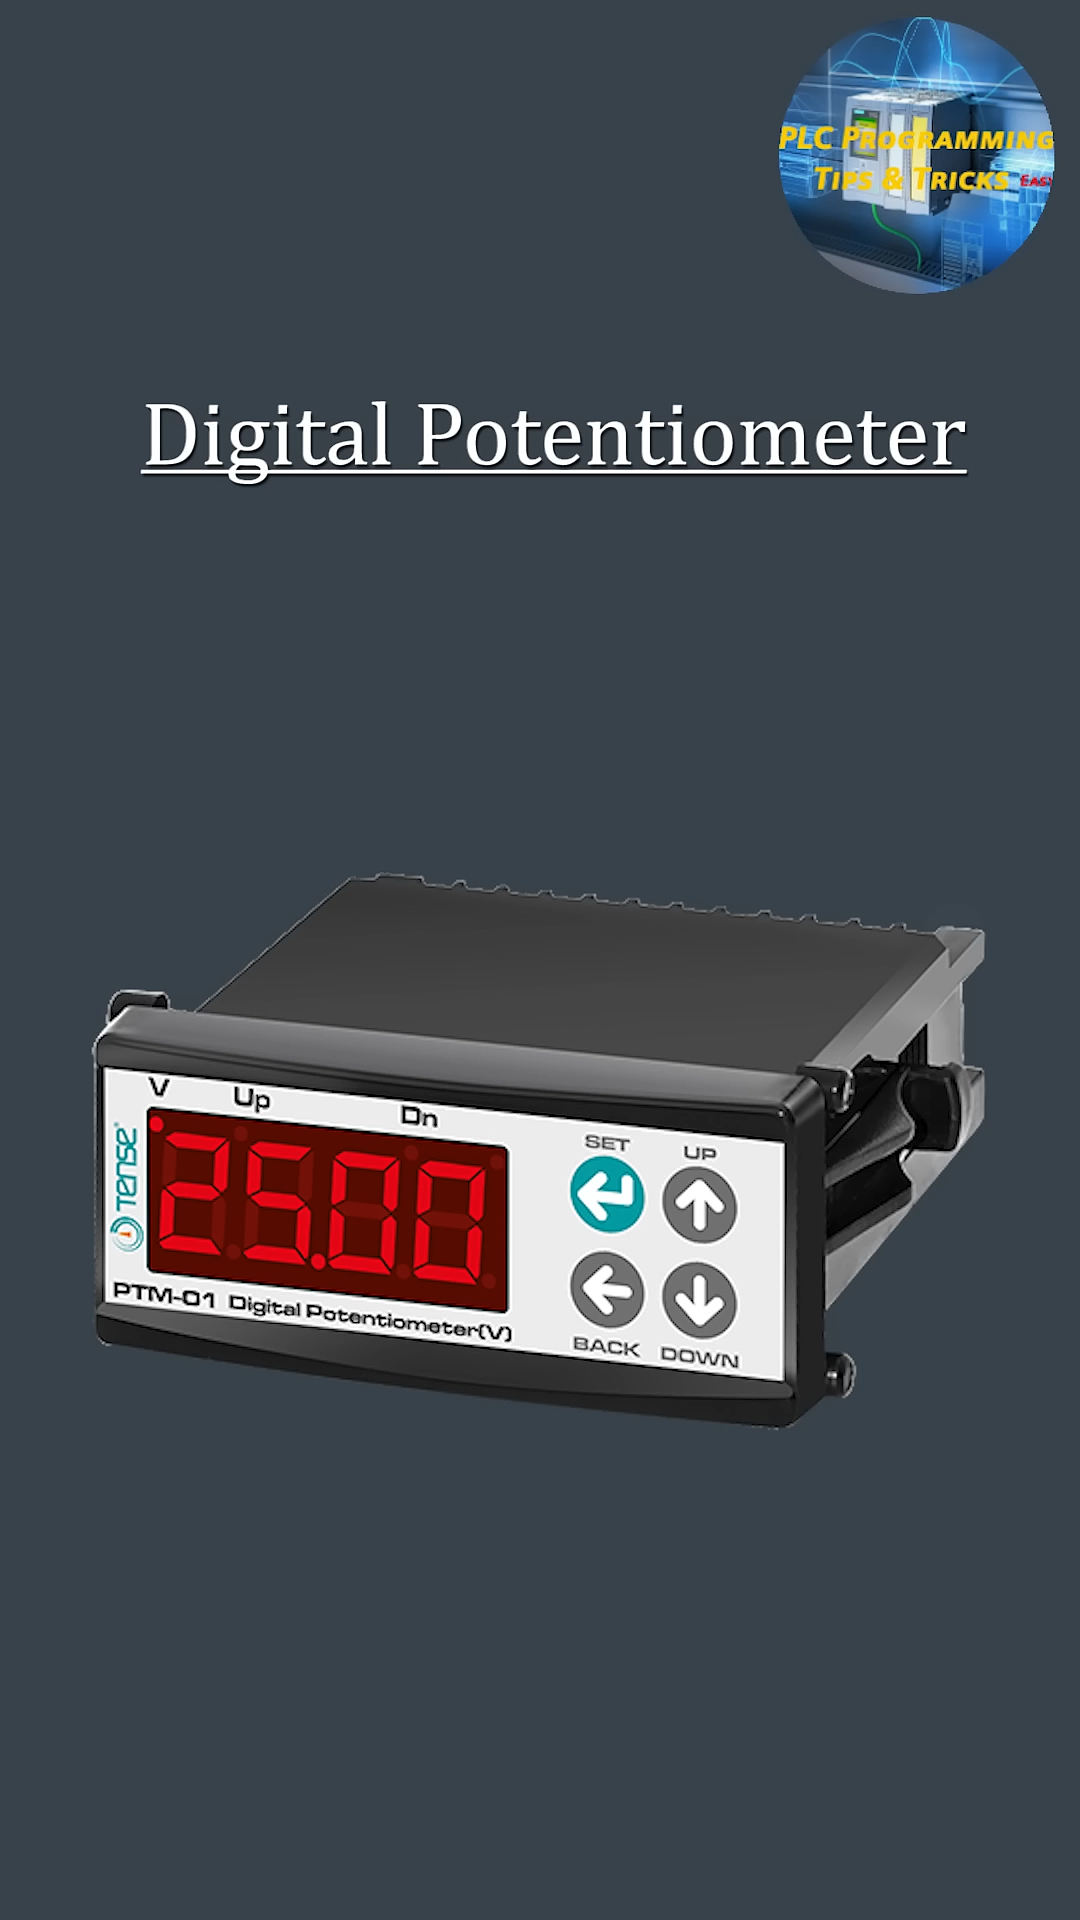 PLC PROGRAMMING
TIPS & TRICKS EASY
Digital Potentiometer
V Up Dn
TENSE
25.00
SET UP
BACK DOWN
PTM-01 Digital Potentiometer(V)